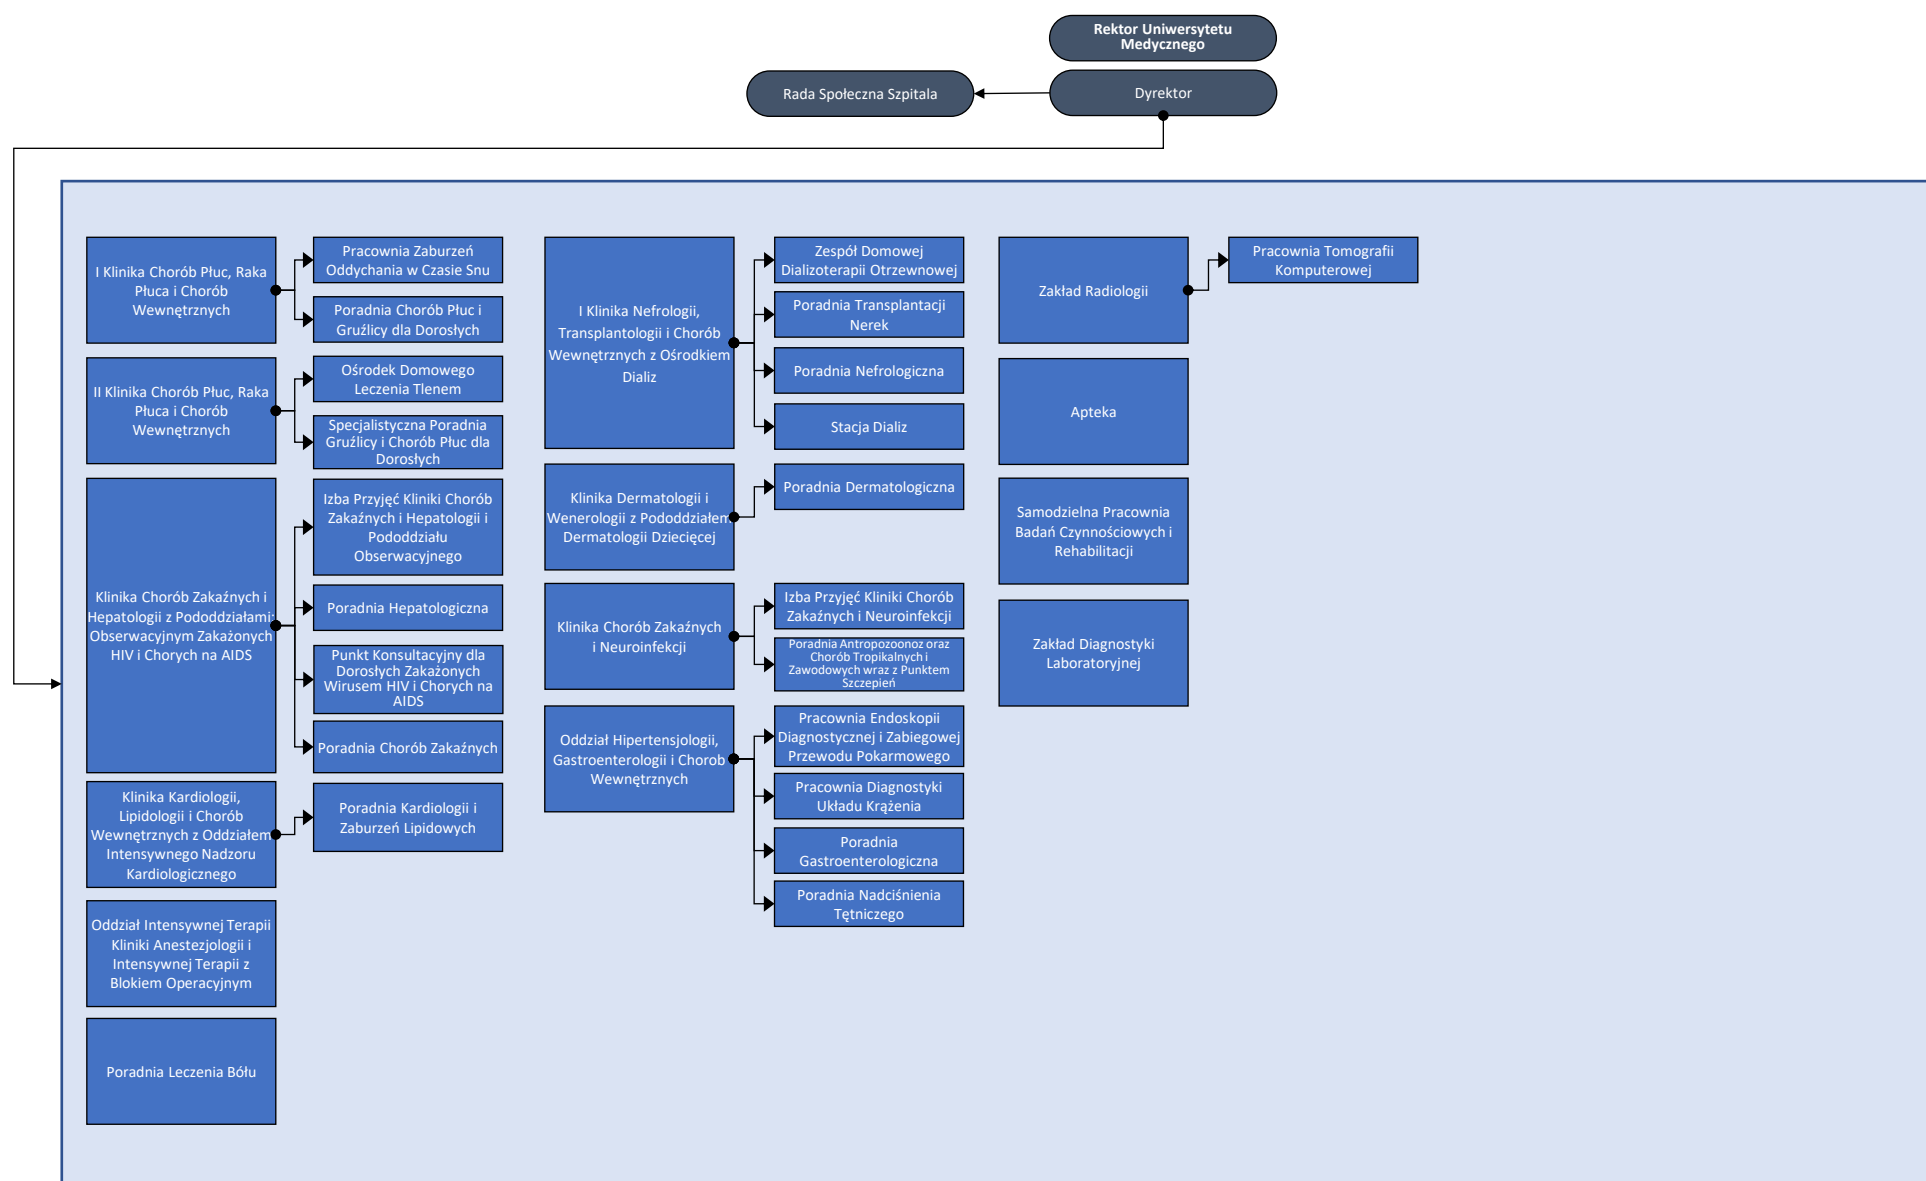 Rektor Uniwersytetu
Medycznego
Rada Społeczna Szpitala
Dyrektor
I Klinika Chorób Płuc, Raka
Płuca i Chorób
Wewnętrznych
Pracownia Zaburzeń
Oddychania w Czasie Snu
Poradnia Chorób Płuc i
Gruźlicy dla Dorosłych
II Klinika Chorób Płuc, Raka
Płuca i Chorób
Wewnętrznych
Ośrodek Domowego
Leczenia Tlenem
Specjalistyczna Poradnia
Gruźlicy i Chorób Płuc dla
Dorosłych
Klinika Chorób Zakaźnych i
Hepatologii z Pododdziałami:
Obserwacyjnym Zakażonych
HIV i Chorych na AIDS
Izba Przyjęć Kliniki Chorób
Zakaźnych i Hepatologii i
Pododdziału
Obserwacyjnego
Poradnia Hepatologiczna
Punkt Konsultacyjny dla
Dorosłych Zakażonych
Wirusem HIV i Chorych na
AIDS
Poradnia Chorób Zakaźnych
Klinika Kardiologii,
Lipidologii i Chorób
Wewnętrznych z Oddziałem
Intensywnego Nadzoru
Kardiologicznego
Poradnia Kardiologii i
Zaburzeń Lipidowych
Oddział Intensywnej Terapii
Kliniki Anestezjologii i
Intensywnej Terapii z
Blokiem Operacyjnym
Poradnia Leczenia Bółu
I Klinika Nefrologii,
Transplantologii i Chorób
Wewnętrznych z Ośrodkiem
Dializ
Zespół Domowej
Dializoterapii Otrzewnowej
Poradnia Transplantacji
Nerek
Poradnia Nefrologiczna
Stacja Dializ
Klinika Dermatologii i
Wenerologii z Pododdziałem
Dermatologii Dziecięcej
Poradnia Dermatologiczna
Klinika Chorób Zakaźnych
i Neuroinfekcji
Izba Przyjęć Kliniki Chorób
Zakaźnych i Neuroinfekcji
Poradnia Antropozoonoz oraz
Chorób Tropikalnych i
Zawodowych wraz z Punktem
Szczepień
Oddział Hipertensjologii,
Gastroenterologii i Chorob
Wewnętrznych
Pracownia Endoskopii
Diagnostycznej i Zabiegowej
Przewodu Pokarmowego
Pracownia Diagnostyki
Układu Krążenia
Poradnia
Gastroenterologiczna
Poradnia Nadciśnienia
Tętniczego
Zakład Radiologii
Pracownia Tomografii
Komputerowej
Apteka
Samodzielna Pracownia
Badań Czynnościowych i
Rehabilitacji
Zakład Diagnostyki
Laboratoryjnej